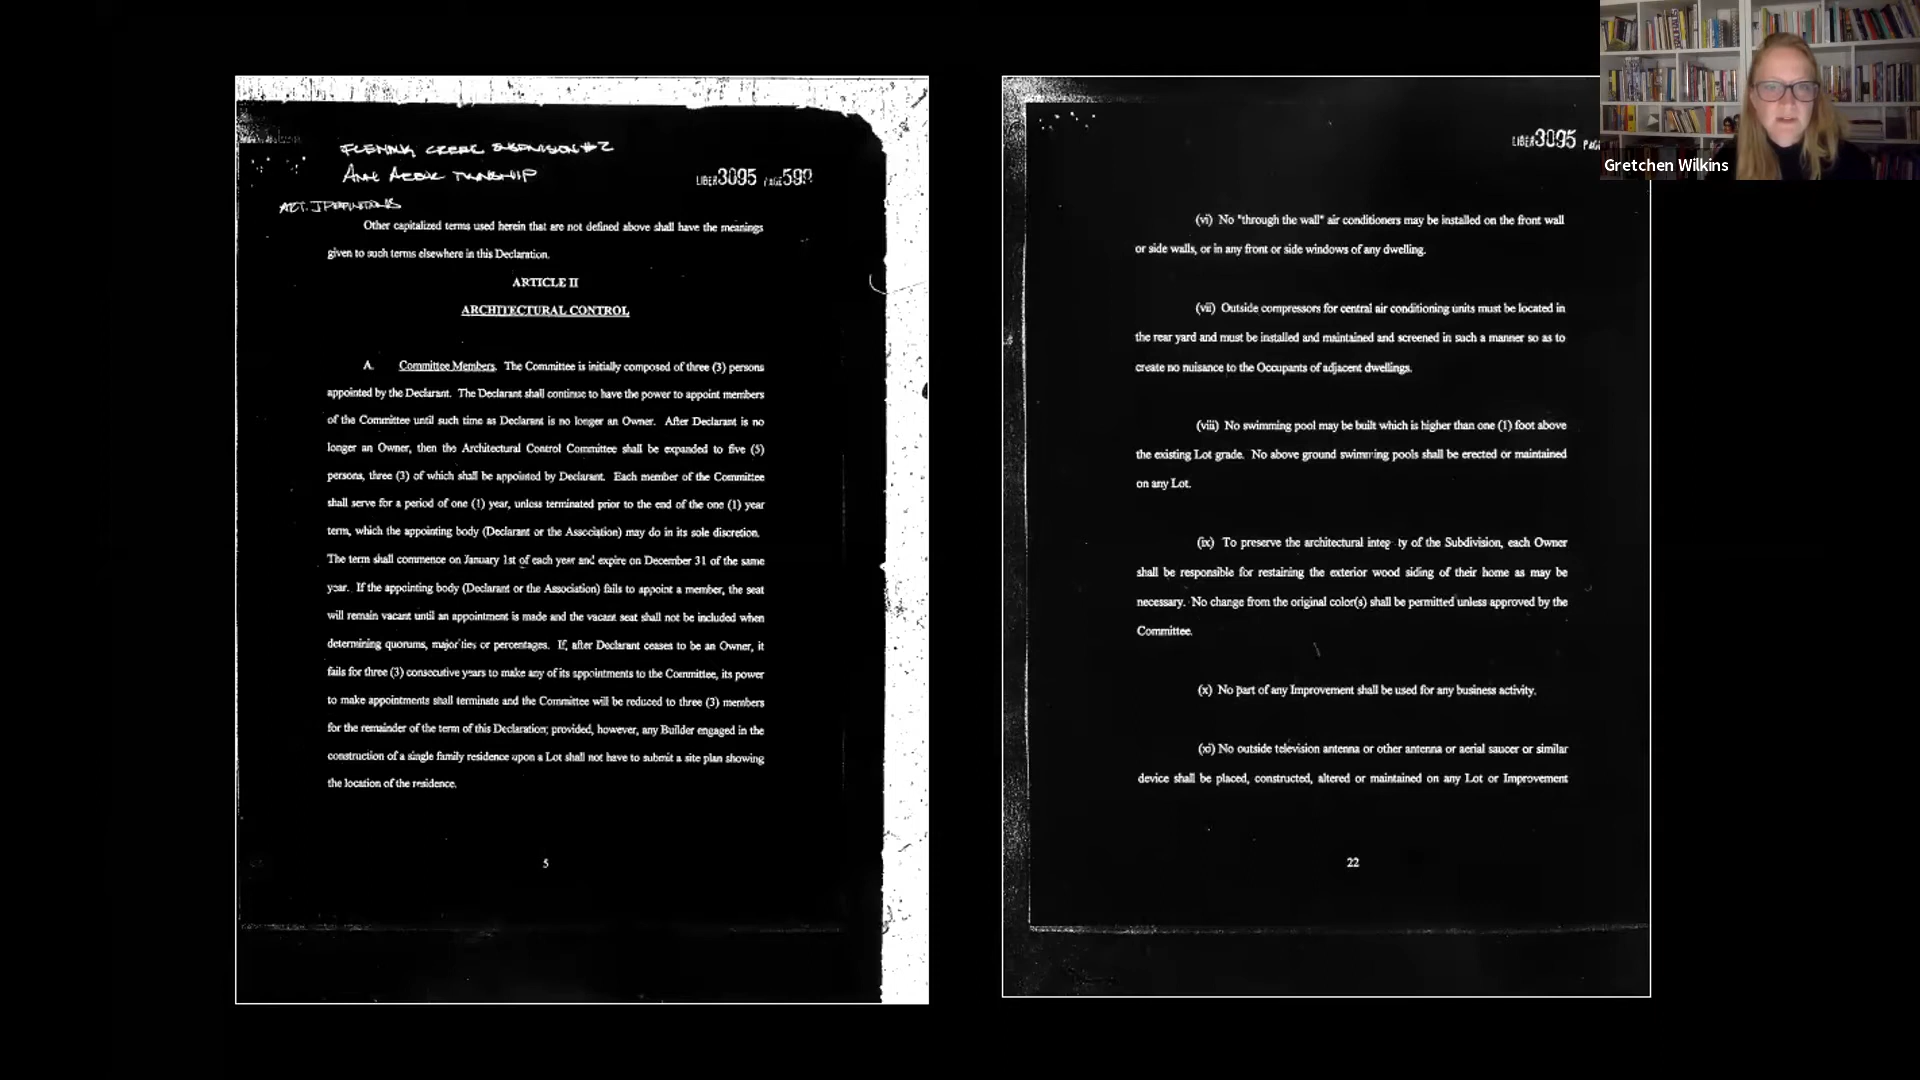 FLEMING CREEK SUBDIVISION #2
ANN ARBOR TOWNSHIP
LIBER 3095 PAGE 599
ART. I DEFINITIONS
Other capitalized terms used herein that are not defined above shall have the meanings
given to such terms elsewhere in this Declaration.
ARTICLE II
ARCHITECTURAL CONTROL
A. Committee Members. The Committee is initially composed of three (3) persons
appointed by the Declarant. The Declarant shall continue to have the power to appoint members
of the Committee until such time as Declarant is no longer an Owner. After Declarant is no
longer an Owner, then the Architectural Control Committee shall be expanded to five (5)
persons, three (3) of which shall be appointed by Declarant. Each member of the Committee
shall serve for a period of one (1) year, unless terminated prior to the end of the one (1) year
term, which the appointing body (Declarant or the Association) may do in its sole discretion.
The term shall commence on January 1st of each year and expire on December 31 of the same
year. If the appointing body (Declarant or the Association) fails to appoint a member, the seat
will remain vacant until an appointment is made and the vacant seat shall not be included when
determining quorums, majorities or percentages. If, after Declarant ceases to be an Owner, it
fails for three (3) consecutive years to make any of its appointments to the Committee, its power
to make appointments shall terminate and the Committee will be reduced to three (3) members
for the remainder of the term of this Declaration; provided, however, any Builder engaged in the
construction of a single family residence upon a Lot shall not have to submit a site plan showing
the location of the residence.
5
LIBER 3095 PAG
(vi) No "through the wall" air conditioners may be installed on the front wall
or side walls, or in any front or side windows of any dwelling.
(vii) Outside compressors for central air conditioning units must be located in
the rear yard and must be installed and maintained and screened in such a manner so as to
create no nuisance to the Occupants of adjacent dwellings.
(viii) No swimming pool may be built which is higher than one (1) foot above
the existing Lot grade. No above ground swimming pools shall be erected or maintained
on any Lot.
(ix) To preserve the architectural integ ty of the Subdivision, each Owner
shall be responsible for restaining the exterior wood siding of their home as may be
necessary. No change from the original color(s) shall be permitted unless approved by the
Committee.
(x) No part of any Improvement shall be used for any business activity.
(xi) No outside television antenna or other antenna or aerial saucer or similar
device shall be placed, constructed, altered or maintained on any Lot or Improvement
22
Gretchen Wilkins